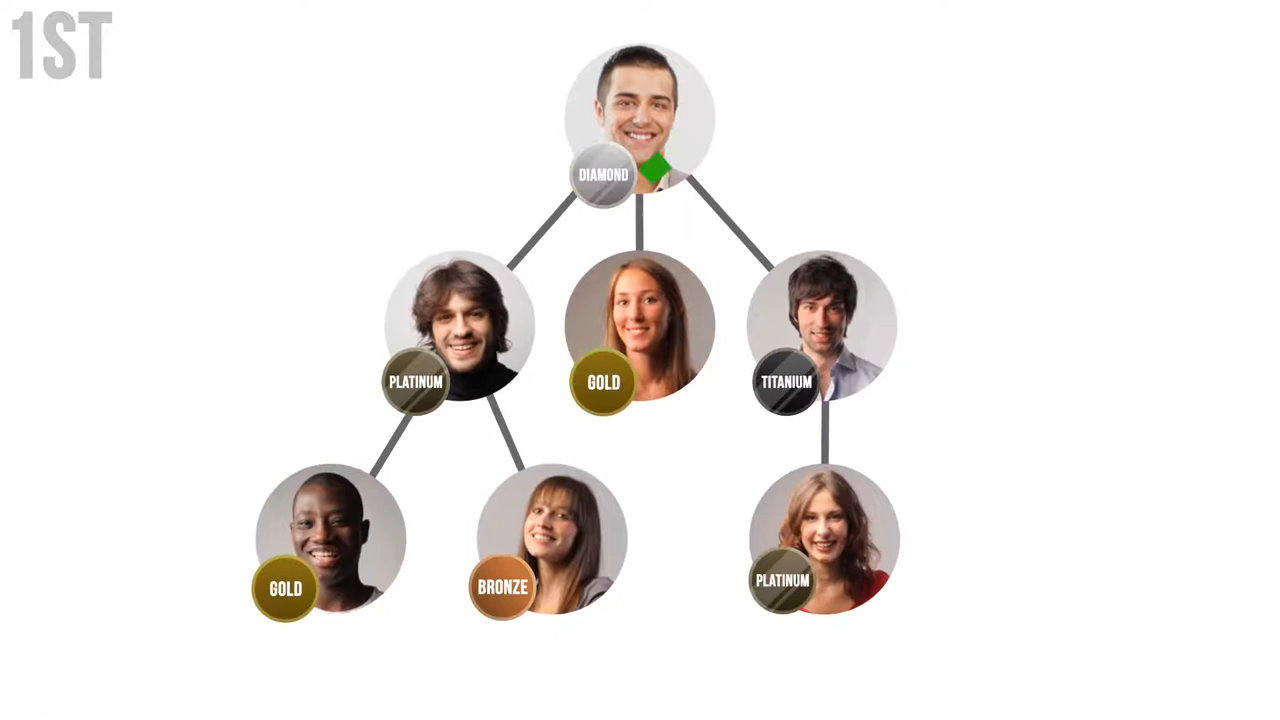 1ST
DIAMOND
PLATINUM
GOLD
TITANIUM
GOLD
BRONZE
PLATINUM